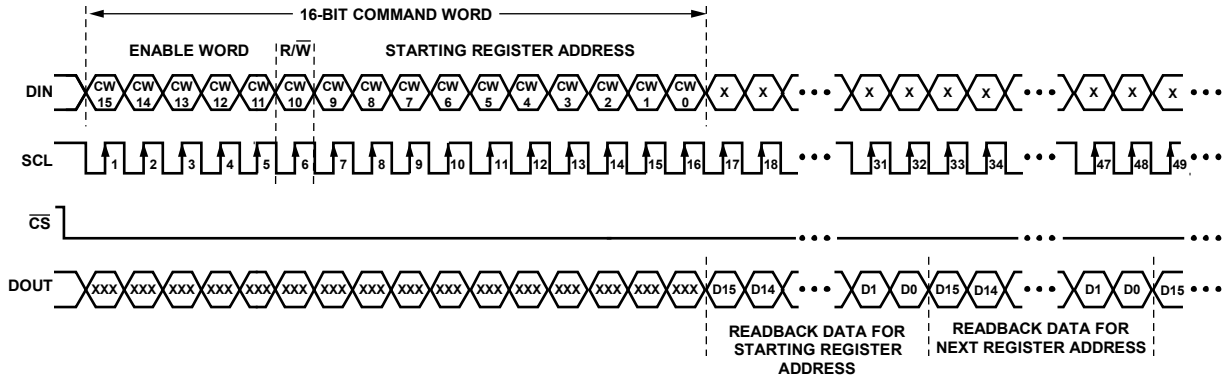 16-BIT COMMAND WORD
ENABLE WORD R/W̅ STARTING REGISTER ADDRESS
DIN CW 15 CW 14 CW 13 CW 12 CW 11 CW 10 CW 9 CW 8 CW 7 CW 6 CW 5 CW 4 CW 3 CW 2 CW 1 CW 0 X X ••• X X X X ••• X X X •••
SCL 1 2 3 4 5 6 7 8 9 10 11 12 13 14 15 16 17 18 ••• 31 32 33 34 ••• 47 48 49 •••
C̅S̅ ••• ••• •••
DOUT XXX XXX XXX XXX XXX XXX XXX XXX XXX XXX XXX XXX XXX XXX XXX XXX D15 D14 ••• D1 D0 D15 D14 ••• D1 D0 D15 •••
READBACK DATA FOR
STARTING REGISTER
ADDRESS
READBACK DATA FOR
NEXT REGISTER ADDRESS